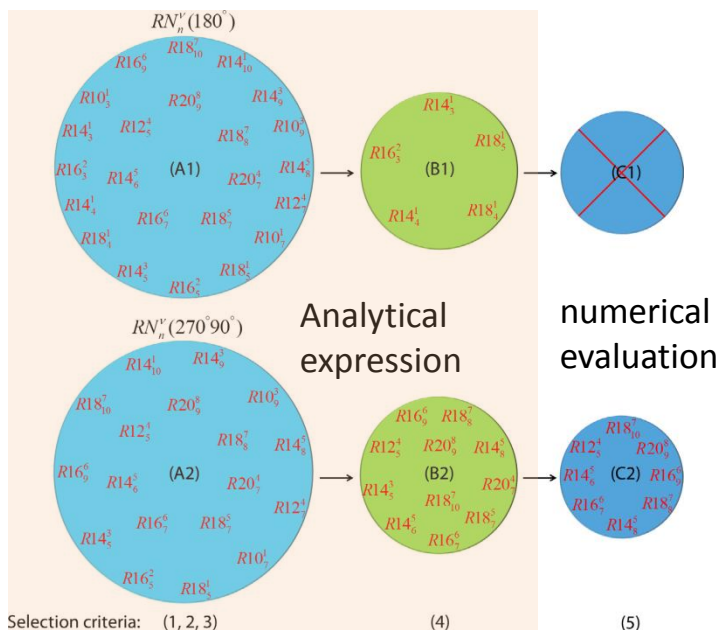 RN_n^ν(180°)
R18_10^7
R16_9^6 R14_10^1
R10_3^1 R20_9^8 R14_9^3
R14_3^1 R12_5^4 R18_8^7 R10_9^3
R16_3^2 R14_6^5 (A1) R20_7^4 R14_8^5
R14_4^1 R16_7^6 R18_7^5 R12_7^4
R18_4^1 R10_7^1
R14_5^3 R18_5^1
R16_5^2
R14_3^1
R16_3^2 R18_5^1
(B1)
R14_4^1 R18_4^1
(C1)
Analytical
expression
numerical
evaluation
RN_n^ν(270°90°)
R14_10^1 R14_9^3
R18_10^7 R20_9^8 R10_9^3
R12_5^4 R18_8^7 R14_8^5
R16_9^6 R14_6^5 (A2) R20_7^4
R16_7^6 R18_7^5 R12_7^4
R14_5^3 R10_7^1
R16_5^2 R18_5^1
R16_9^6 R18_8^7
R12_5^4 R20_9^8 R14_8^5
(B2)
R14_5^3 R20_7^4
R18_10^7
R14_6^5 R18_7^5
R16_7^6
R18_10^7
R12_5^4 R20_9^8
R14_6^5 (C2) R16_9^6
R16_7^6 R18_8^7
R14_8^5
Selection criteria: (1, 2, 3) (4) (5)